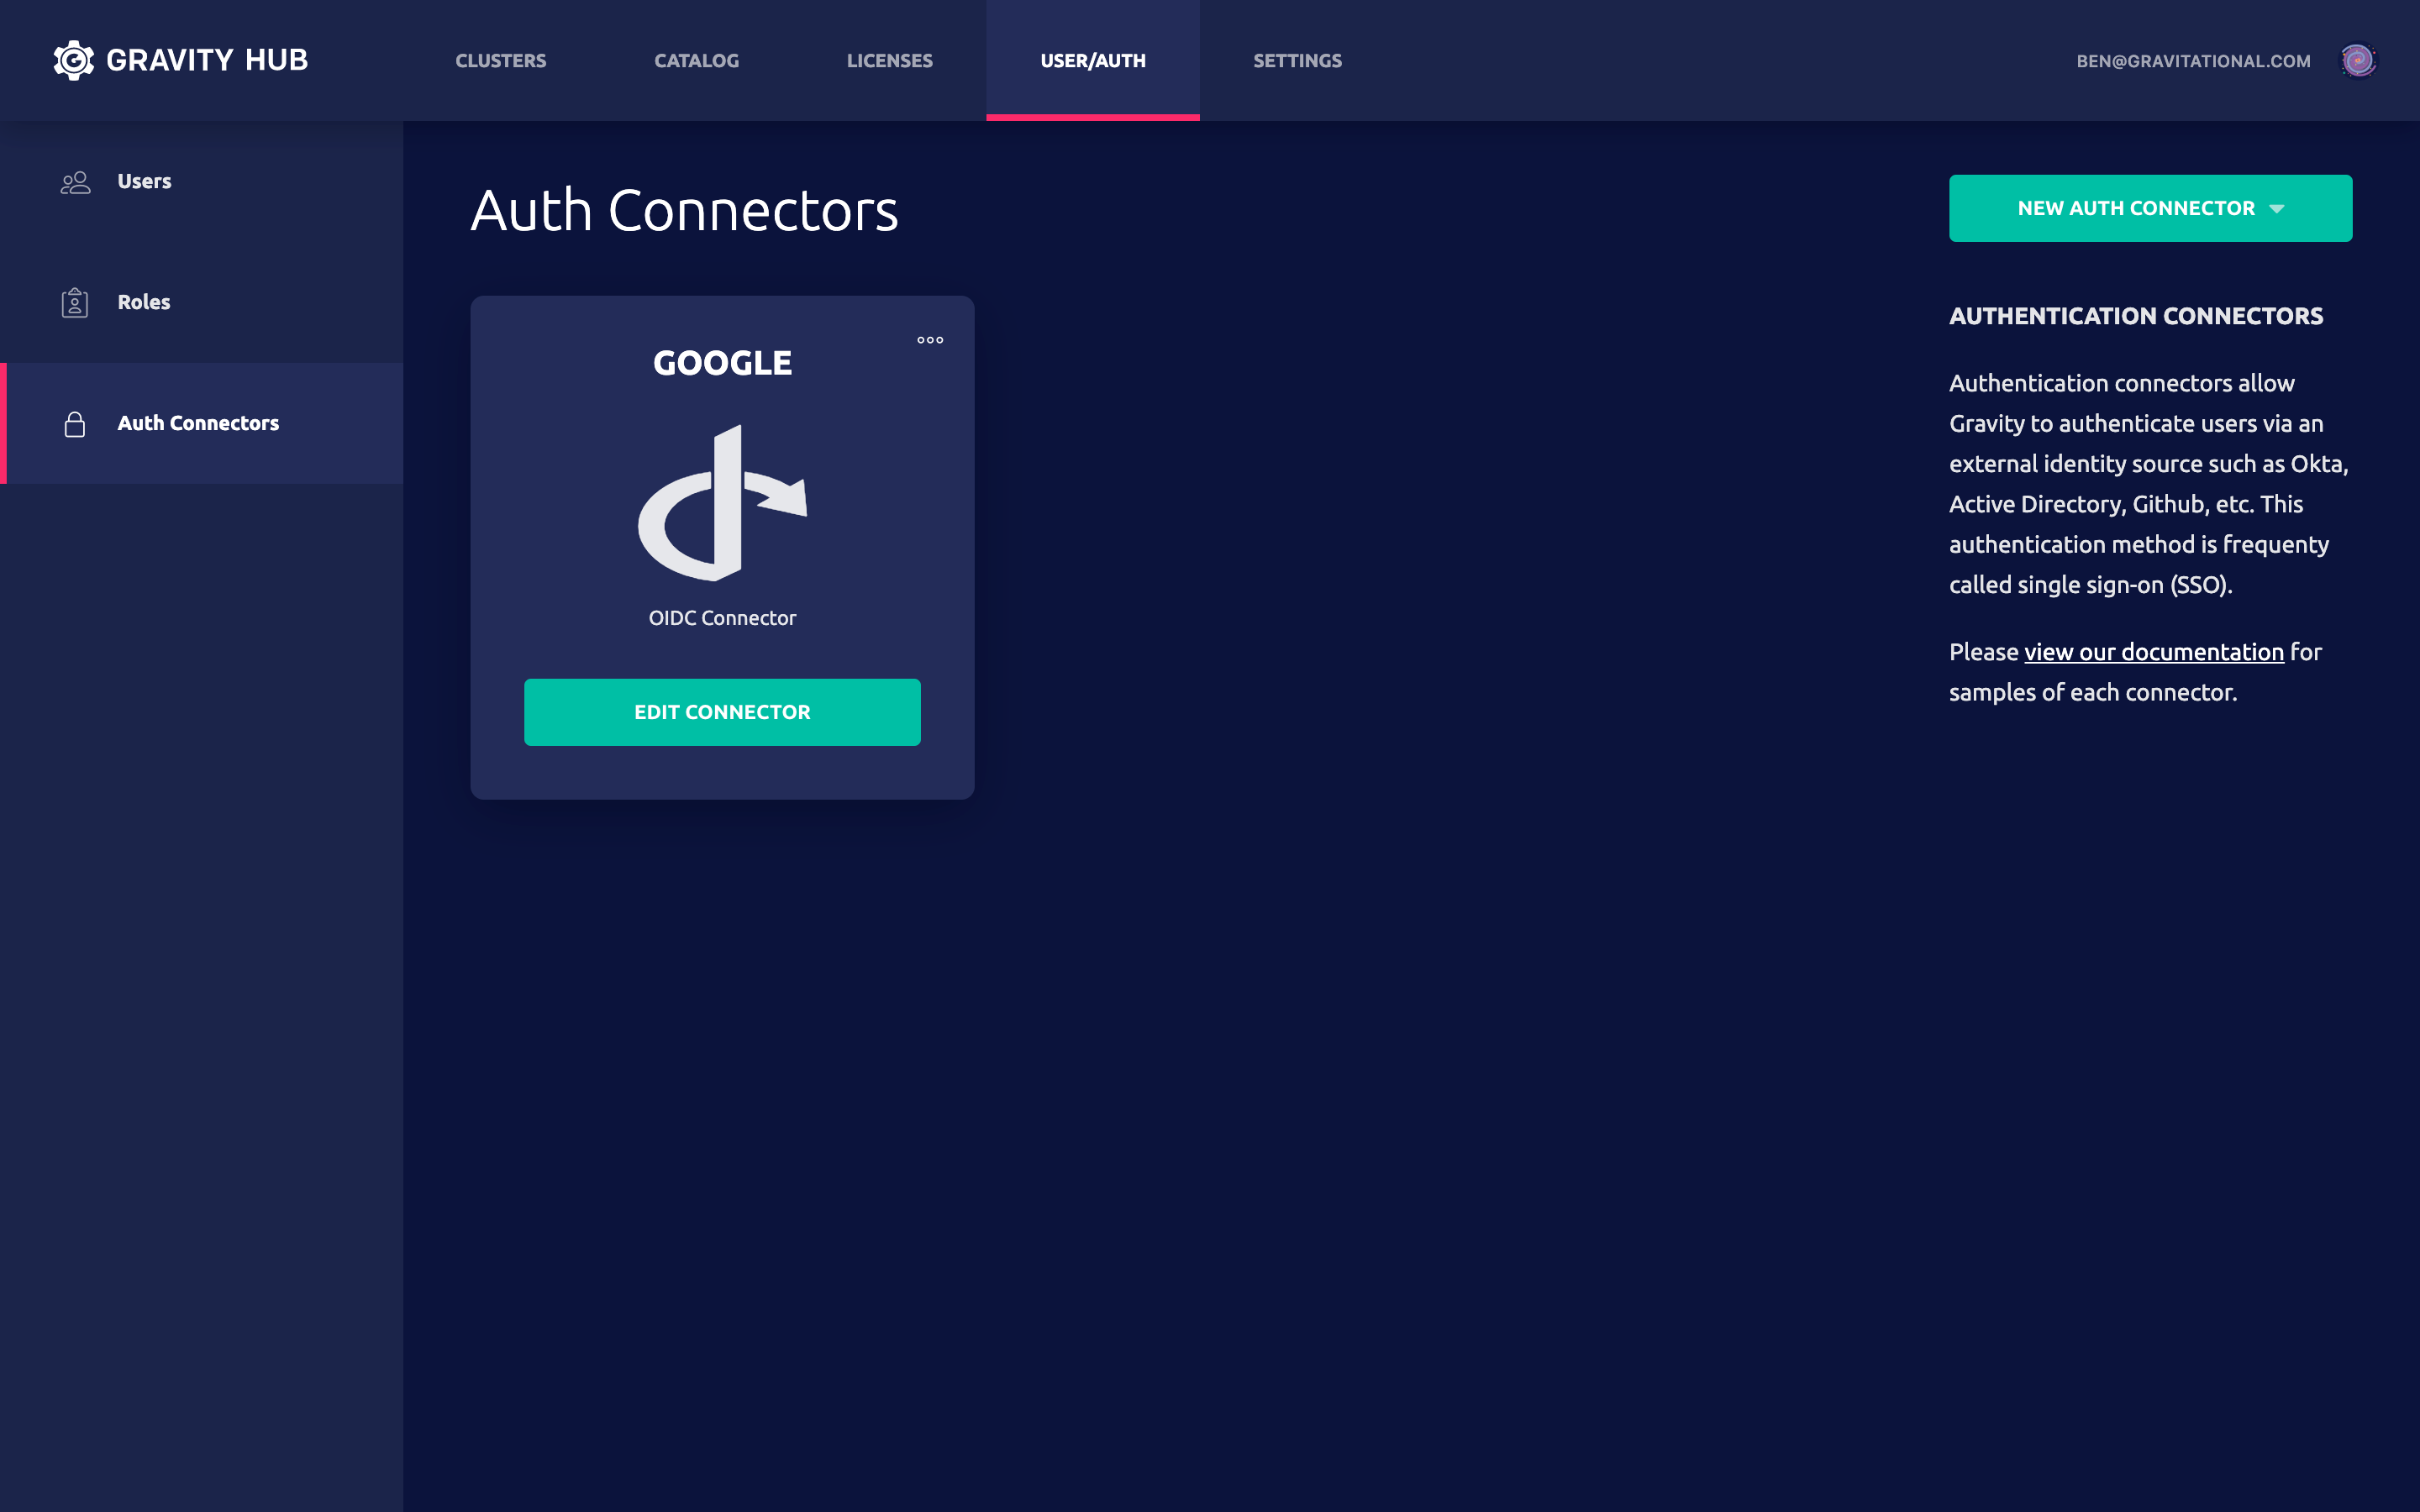 GRAVITY HUB
CLUSTERS
CATALOG
LICENSES
USER/AUTH
SETTINGS
BEN@GRAVITATIONAL.COM
Users
Roles
Auth Connectors
Auth Connectors
GOOGLE
OIDC Connector
EDIT CONNECTOR
NEW AUTH CONNECTOR
AUTHENTICATION CONNECTORS
Authentication connectors allow
Gravity to authenticate users via an
external identity source such as Okta,
Active Directory, Github, etc. This
authentication method is frequenty
called single sign-on (SSO).
Please view our documentation for
samples of each connector.